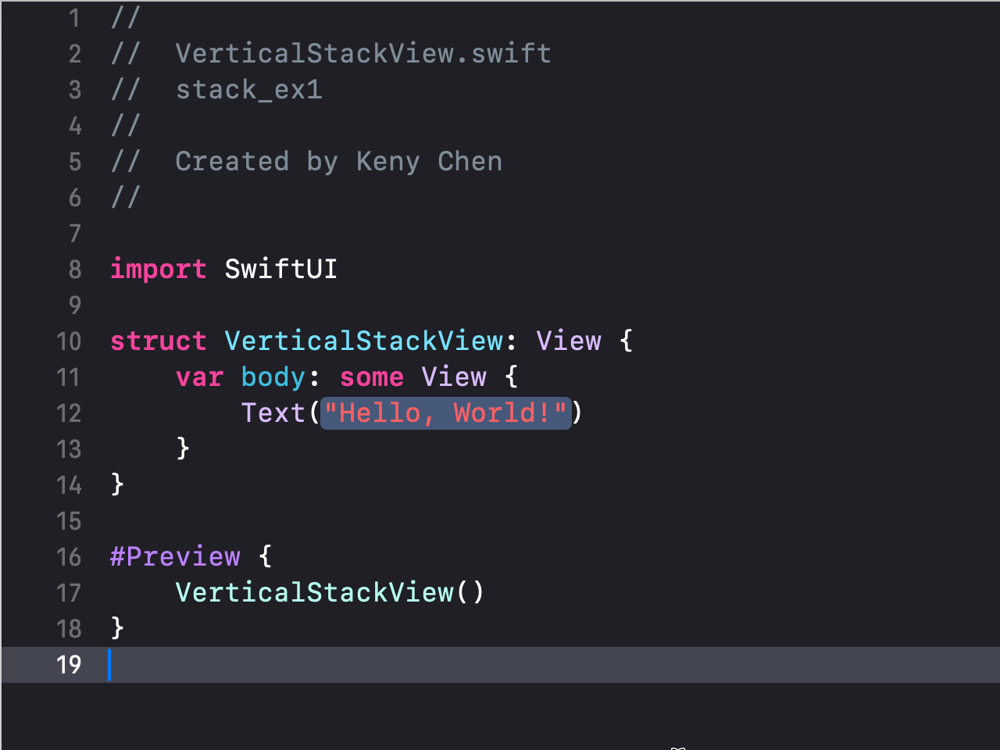 1 //
2 //  VerticalStackView.swift
3 //  stack_ex1
4 //
5 //  Created by Keny Chen
6 //
7
8 import SwiftUI
9
10 struct VerticalStackView: View {
11     var body: some View {
12         Text("Hello, World!")
13     }
14 }
15
16 #Preview {
17     VerticalStackView()
18 }
19